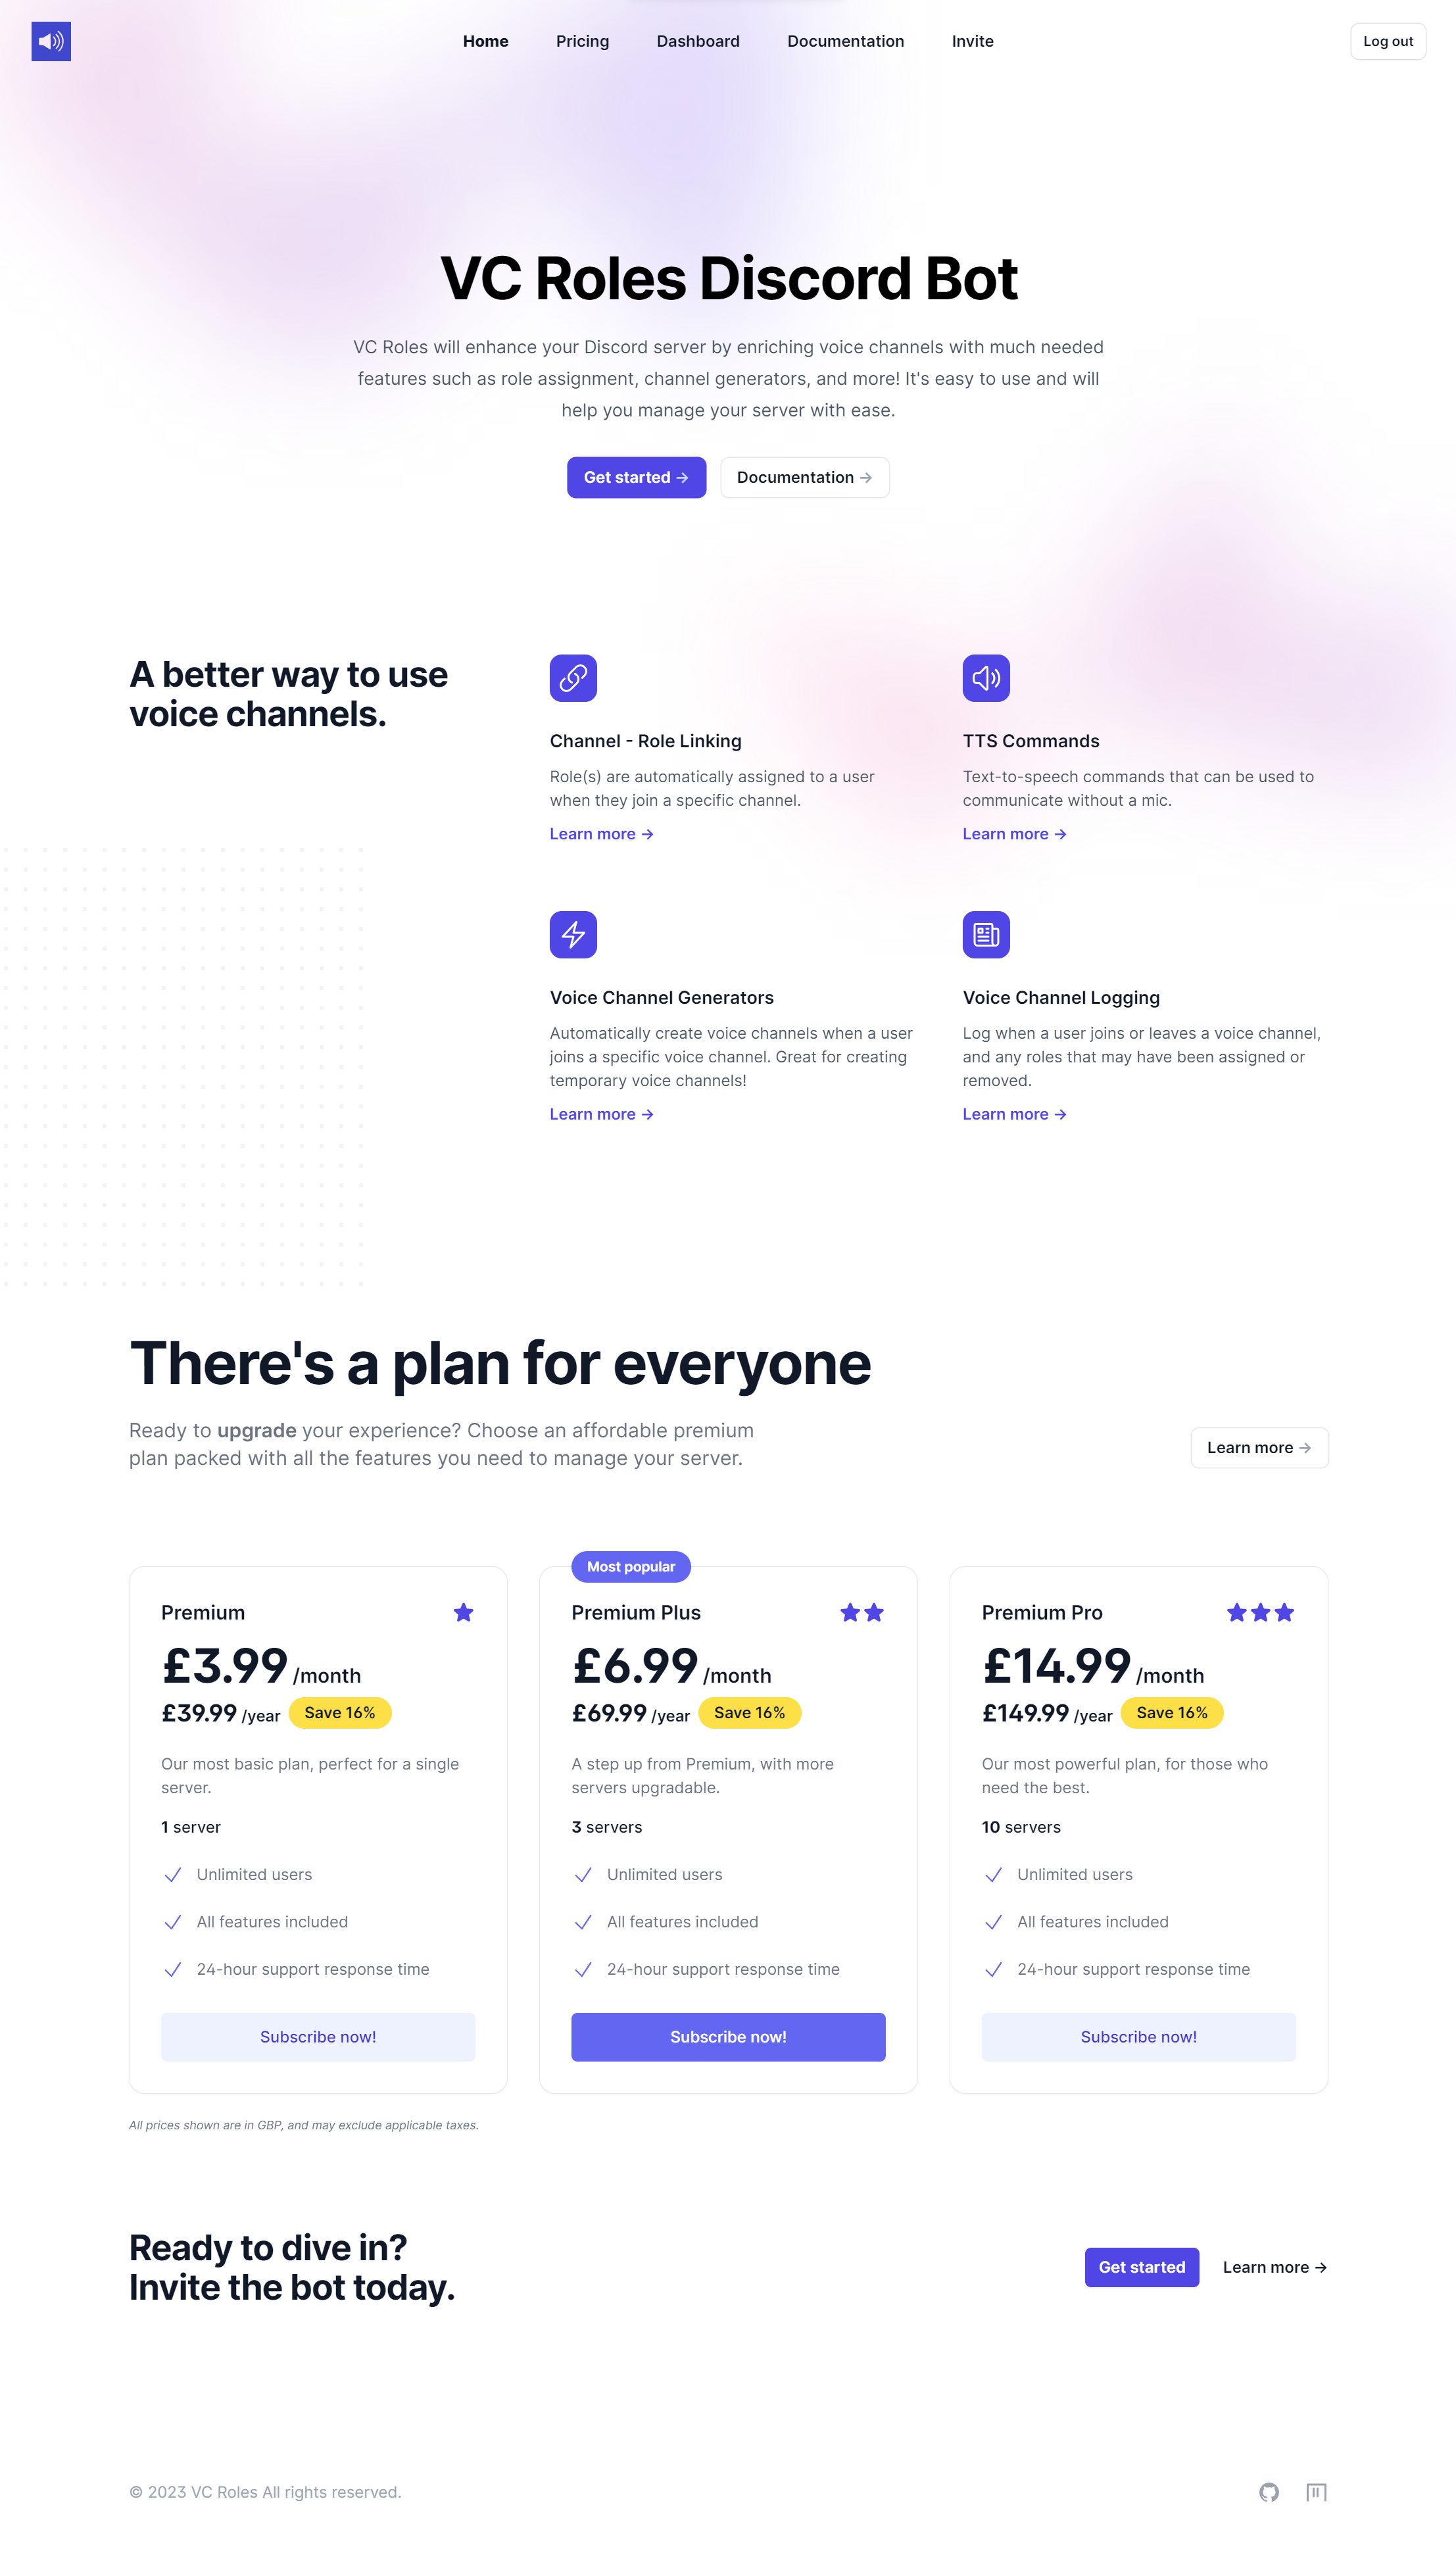 Home Pricing Dashboard Documentation Invite Log out
VC Roles Discord Bot
VC Roles will enhance your Discord server by enriching voice channels with much needed
features such as role assignment, channel generators, and more! It's easy to use and will
help you manage your server with ease.
Get started → Documentation →
A better way to use
voice channels.
Channel - Role Linking
Role(s) are automatically assigned to a user
when they join a specific channel.
Learn more →
TTS Commands
Text-to-speech commands that can be used to
communicate without a mic.
Learn more →
Voice Channel Generators
Automatically create voice channels when a user
joins a specific voice channel. Great for creating
temporary voice channels!
Learn more →
Voice Channel Logging
Log when a user joins or leaves a voice channel,
and any roles that may have been assigned or
removed.
Learn more →
There's a plan for everyone
Ready to upgrade your experience? Choose an affordable premium
plan packed with all the features you need to manage your server.
Learn more →
Premium
£3.99 /month
£39.99 /year Save 16%
Our most basic plan, perfect for a single
server.
1 server
Unlimited users
All features included
24-hour support response time
Subscribe now!
Most popular
Premium Plus
£6.99 /month
£69.99 /year Save 16%
A step up from Premium, with more
servers upgradable.
3 servers
Unlimited users
All features included
24-hour support response time
Subscribe now!
Premium Pro
£14.99 /month
£149.99 /year Save 16%
Our most powerful plan, for those who
need the best.
10 servers
Unlimited users
All features included
24-hour support response time
Subscribe now!
All prices shown are in GBP, and may exclude applicable taxes.
Ready to dive in?
Invite the bot today.
Get started Learn more →
© 2023 VC Roles All rights reserved.